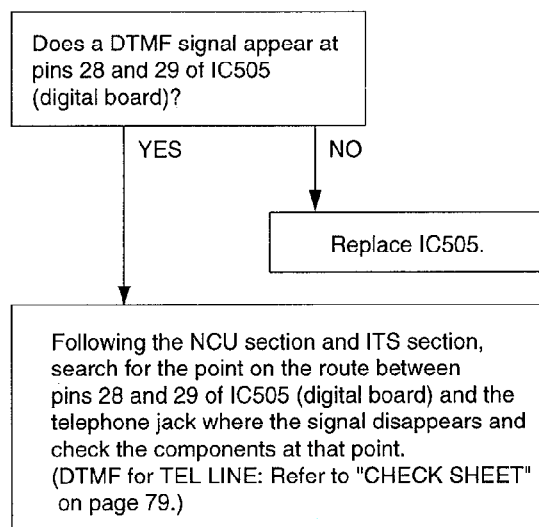 Does a DTMF signal appear at
pins 28 and 29 of IC505
(digital board)?
YES
NO
Replace IC505.
Following the NCU section and ITS section,
search for the point on the route between
pins 28 and 29 of IC505 (digital board) and the
telephone jack where the signal disappears and
check the components at that point.
(DTMF for TEL LINE: Refer to "CHECK SHEET"
on page 79.)